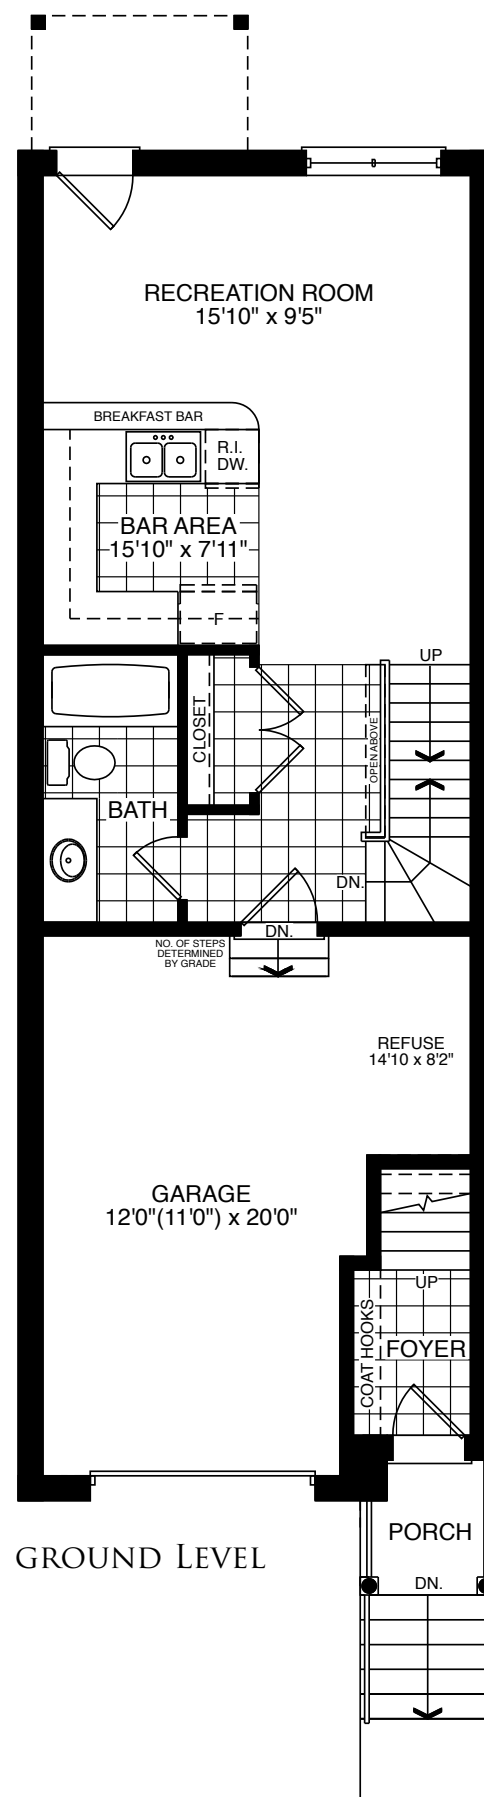 RECREATION ROOM
15'10" x 9'5"
BREAKFAST BAR
R.I.
DW.
BAR AREA
15'10" x 7'11"
F
UP
CLOSET
OPEN ABOVE
BATH
DN.
DN.
NO. OF STEPS
DETERMINED
BY GRADE
REFUSE
14'10 x 8'2"
GARAGE
12'0"(11'0") x 20'0"
UP
COAT HOOKS
FOYER
PORCH
GROUND LEVEL
DN.